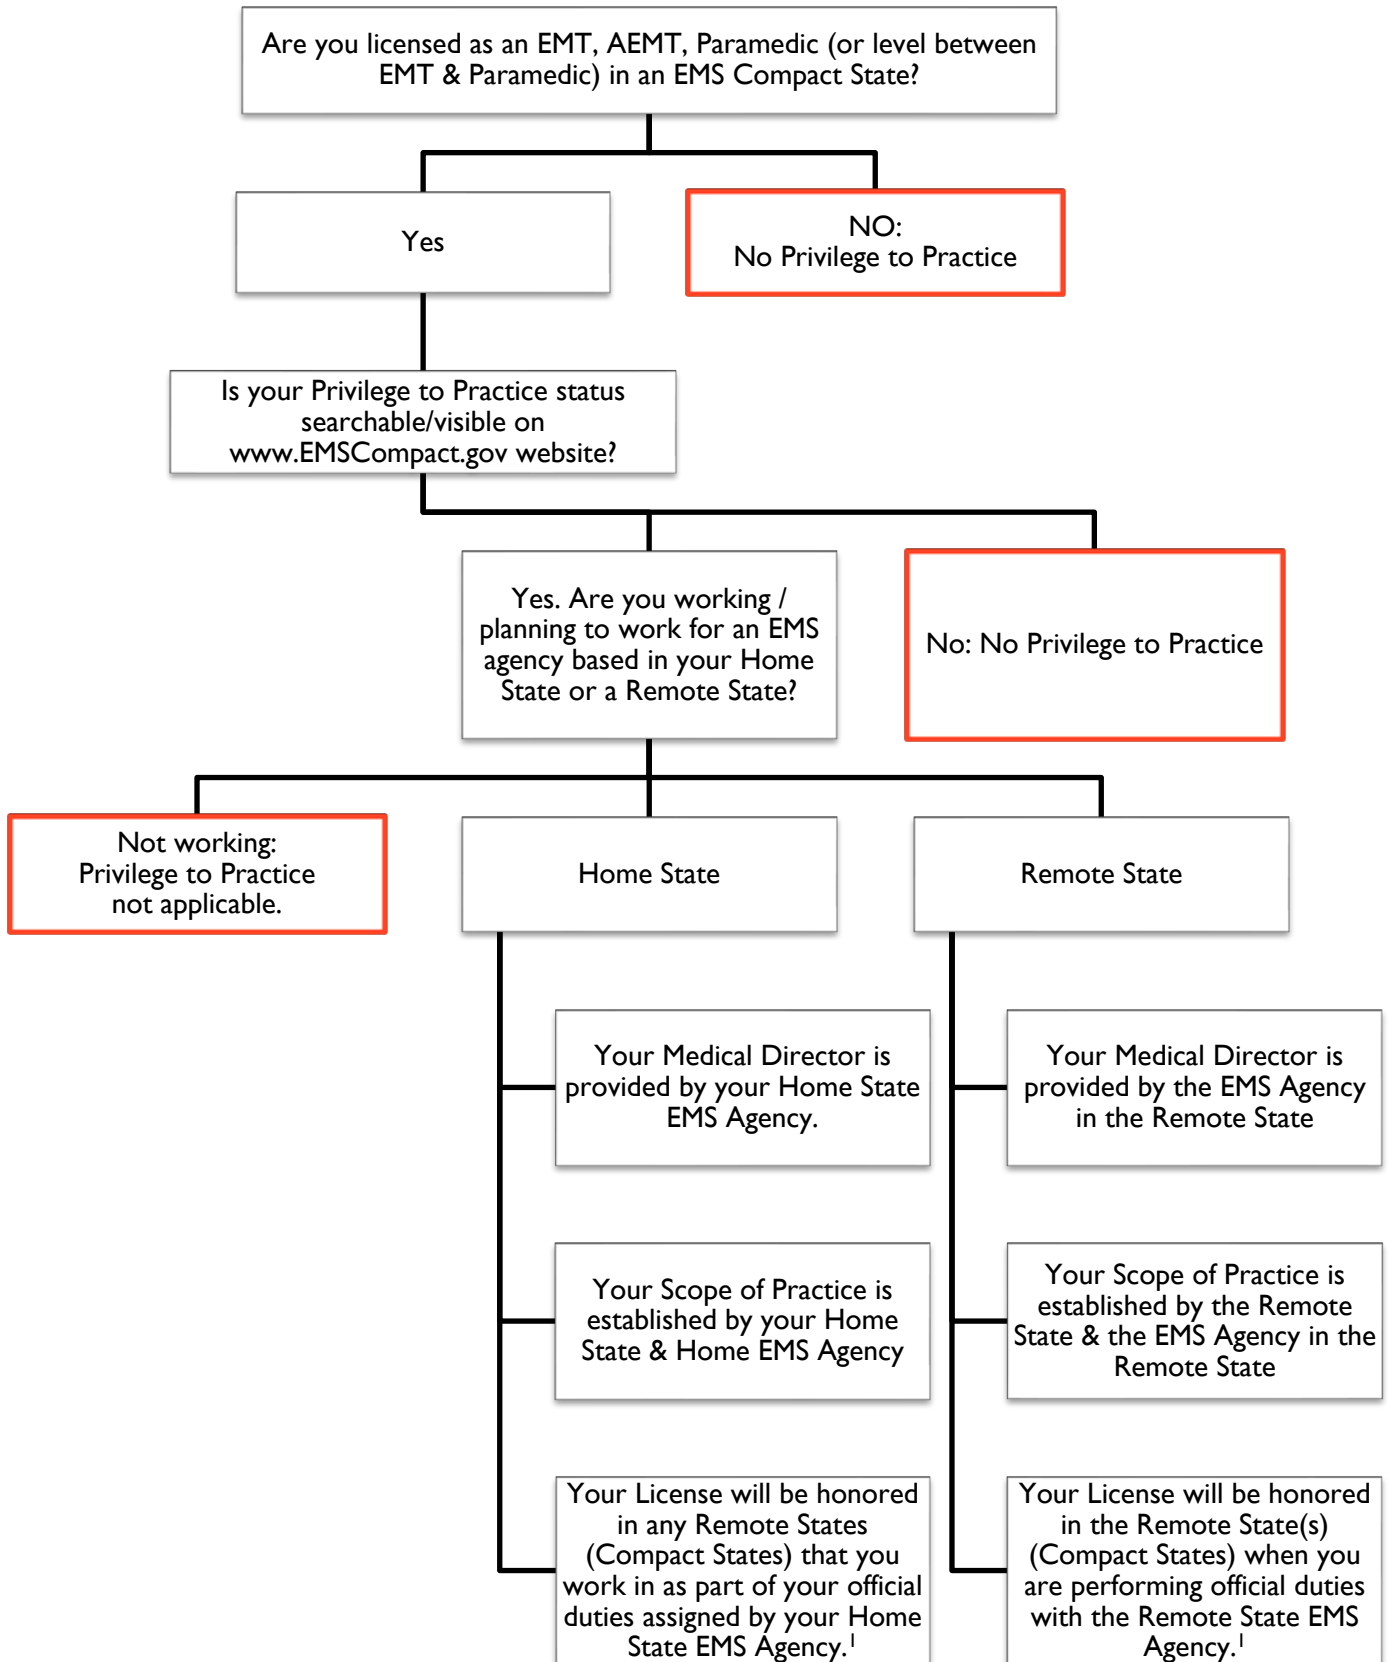 Are you licensed as an EMT, AEMT, Paramedic (or level between
EMT & Paramedic) in an EMS Compact State?
Yes
NO:
No Privilege to Practice
Is your Privilege to Practice status
searchable/visible on
www.EMSCompact.gov website?
Yes. Are you working /
planning to work for an EMS
agency based in your Home
State or a Remote State?
No: No Privilege to Practice
Not working:
Privilege to Practice
not applicable.
Home State
Remote State
Your Medical Director is
provided by your Home State
EMS Agency.
Your Medical Director is
provided by the EMS Agency
in the Remote State
Your Scope of Practice is
established by your Home
State & Home EMS Agency
Your Scope of Practice is
established by the Remote
State & the EMS Agency in the
Remote State
Your License will be honored
in any Remote States
(Compact States) that you
work in as part of your official
duties assigned by your Home
State EMS Agency.¹
Your License will be honored
in the Remote State(s)
(Compact States) when you
are performing official duties
with the Remote State EMS
Agency.¹